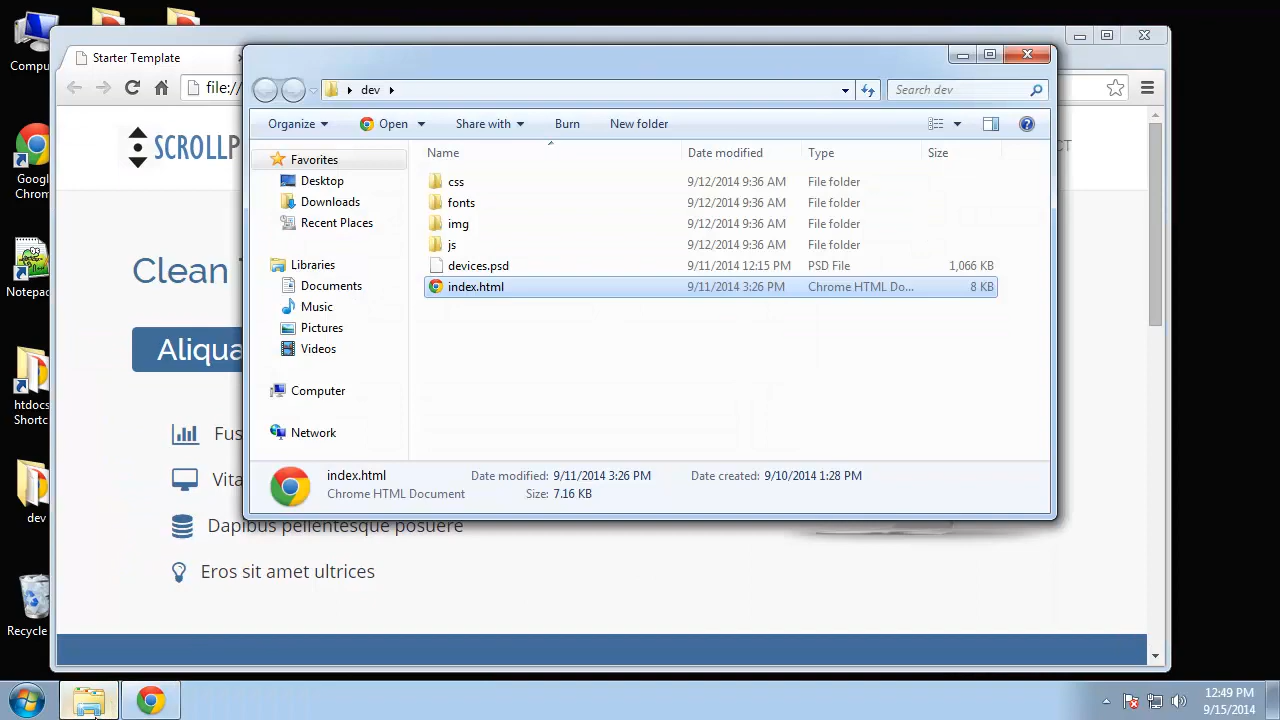 Compu
Starter Template
file://
dev
Search dev
Organize
Open
Share with
Burn
New folder
SCROLLP
CT
Favorites
Name
Date modified
Type
Size
Desktop
css
9/12/2014 9:36 AM
File folder
Googl
Chrom
Downloads
fonts
9/12/2014 9:36 AM
File folder
Recent Places
img
9/12/2014 9:36 AM
File folder
js
9/12/2014 9:36 AM
File folder
Libraries
devices.psd
9/11/2014 12:15 PM
PSD File
1,066 KB
Clean
Documents
index.html
9/11/2014 3:26 PM
Chrome HTML Do...
8 KB
Notepac
Music
Pictures
Aliqua
Videos
Computer
htdocs
Shortc
Network
Fus
index.html
Date modified: 9/11/2014 3:26 PM
Date created: 9/10/2014 1:28 PM
Vita
Chrome HTML Document
Size: 7.16 KB
dev
Dapibus pellentesque posuere
Eros sit amet ultrices
Recycle
12:49 PM
9/15/2014